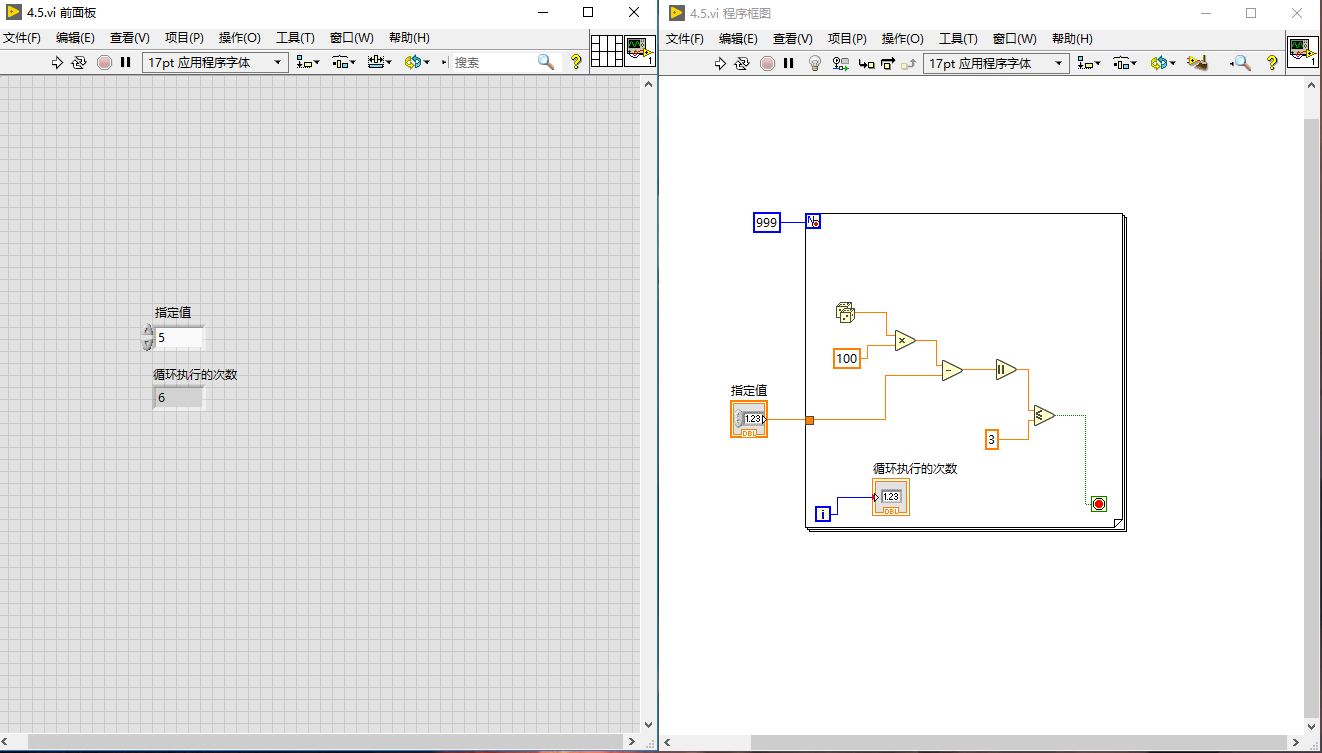 4.5.vi 前面板
文件(F) 编辑(E) 查看(V) 项目(P) 操作(O) 工具(T) 窗口(W) 帮助(H)
17pt 应用程序字体 搜索 ? 1
指定值
5
循环执行的次数
6
4.5.vi 程序框图
文件(F) 编辑(E) 查看(V) 项目(P) 操作(O) 工具(T) 窗口(W) 帮助(H)
17pt 应用程序字体 ? 1
999 N
×
100
-
指定值
1.23
DBL
3
循环执行的次数
1.23
DBL
i